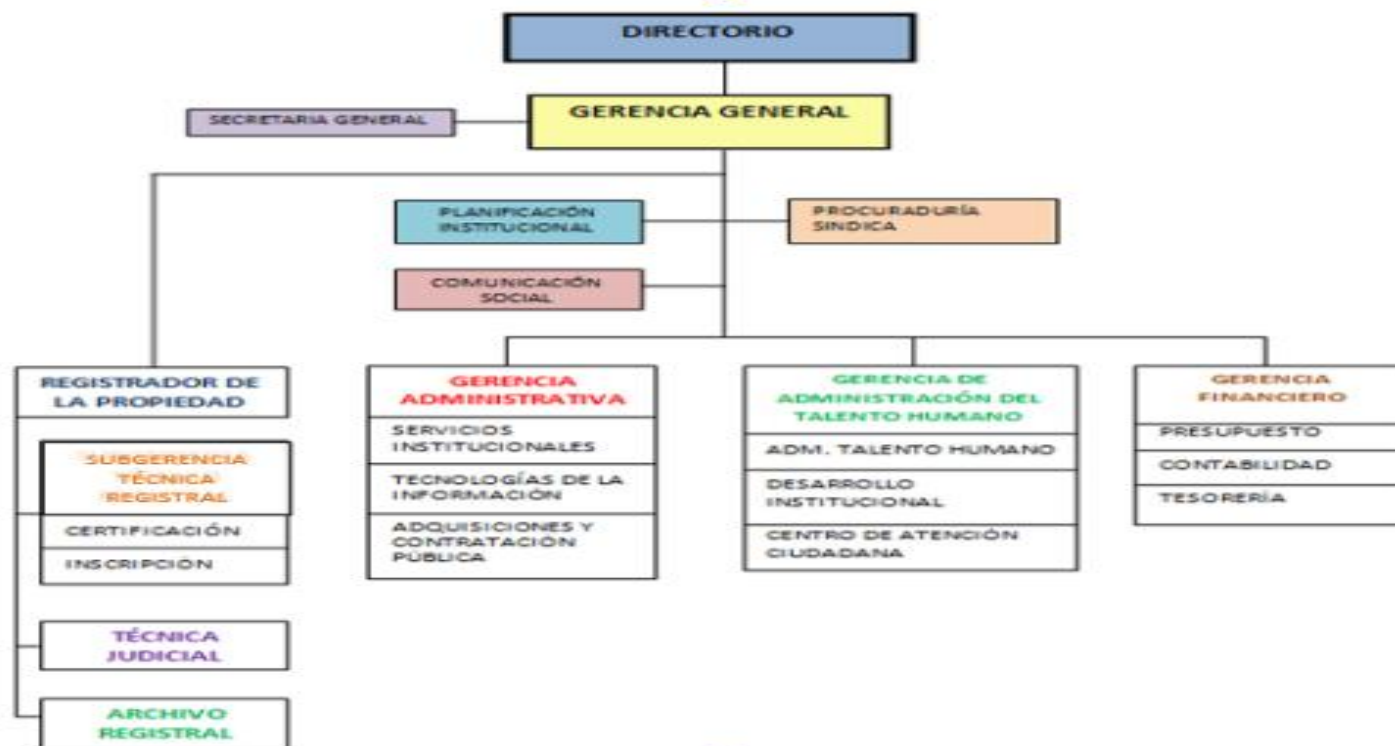 DIRECTORIO
GERENCIA GENERAL
SECRETARIA GENERAL
PLANIFICACIÓN
INSTITUCIONAL
PROCURADURÍA
SINDICA
COMUNICACIÓN
SOCIAL
REGISTRADOR DE
LA PROPIEDAD
SUBGERENCIA
TÉCNICA
REGISTRAL
CERTIFICACIÓN
INSCRIPCIÓN
TÉCNICA
JUDICIAL
ARCHIVO
REGISTRAL
GERENCIA
ADMINISTRATIVA
SERVICIOS
INSTITUCIONALES
TECNOLOGÍAS DE LA
INFORMACIÓN
ADQUISICIONES Y
CONTRATACIÓN
PÚBLICA
GERENCIA DE
ADMINISTRACIÓN DEL
TALENTO HUMANO
ADM. TALENTO HUMANO
DESARROLLO
INSTITUCIONAL
CENTRO DE ATENCIÓN
CIUDADANA
GERENCIA
FINANCIERO
PRESUPUESTO
CONTABILIDAD
TESORERÍA